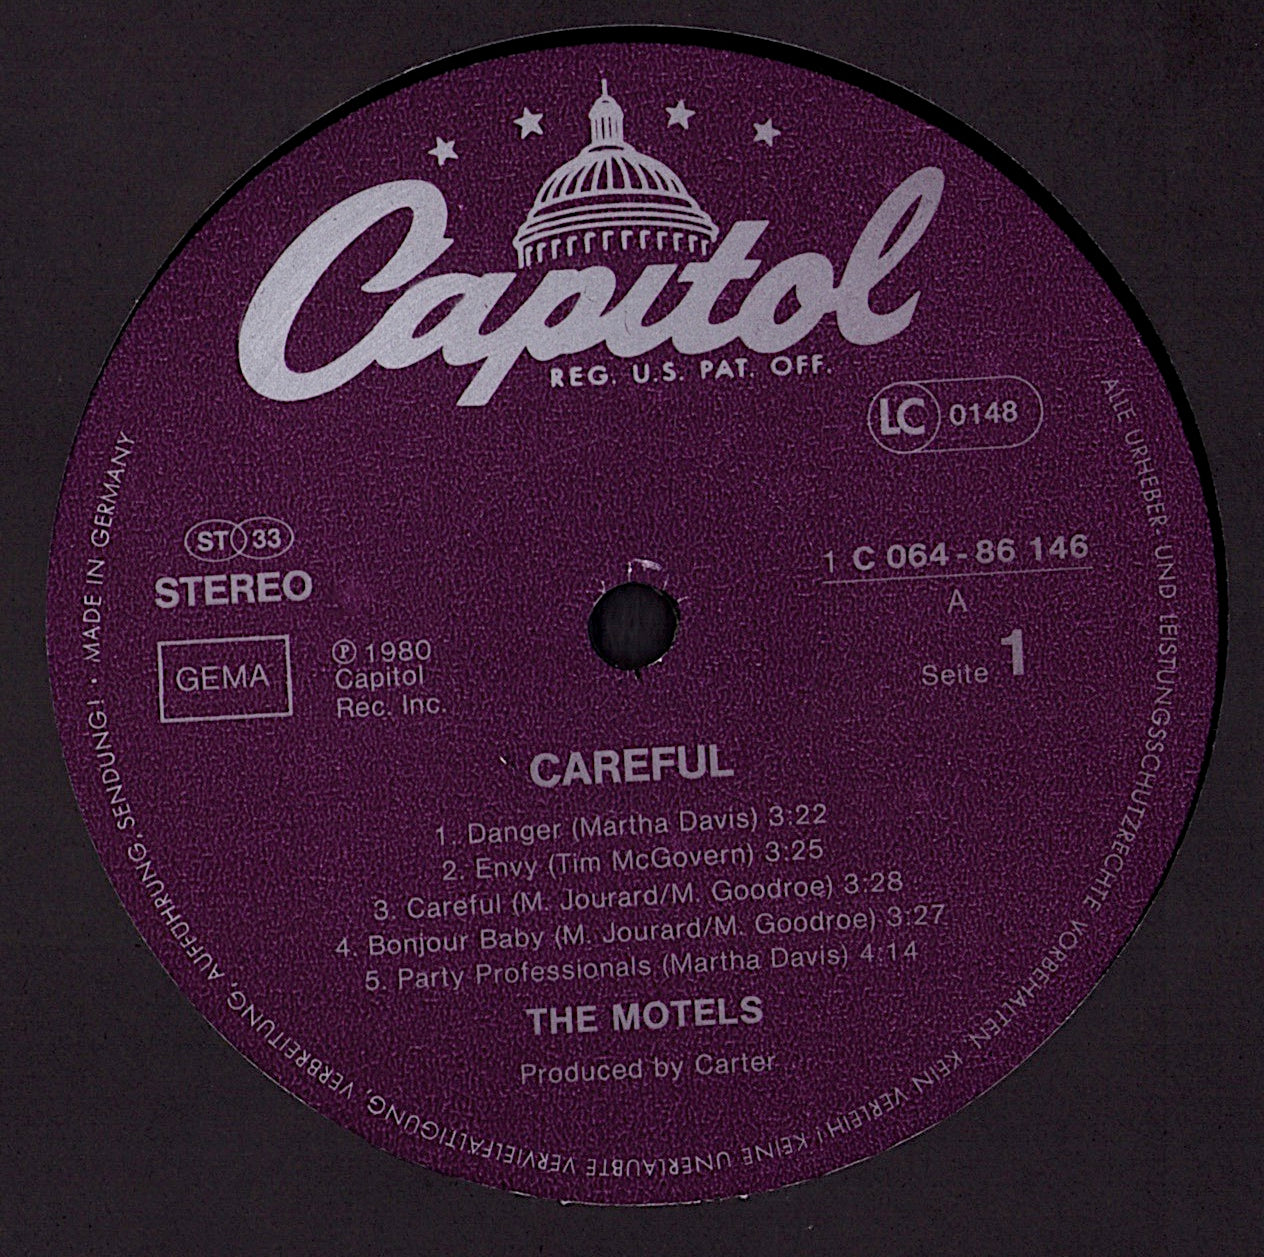 Capitol
REG. U.S. PAT. OFF.
LC 0148
ST 33
STEREO
GEMA
℗ 1980
Capitol
Rec. Inc.
1 C 064-86 146
A
Seite 1
CAREFUL
1. Danger (Martha Davis) 3:22
2. Envy (Tim McGovern) 3:25
3. Careful (M. Jourard/M. Goodroe) 3:28
4. Bonjour Baby (M. Jourard/M. Goodroe) 3:27
5. Party Professionals (Martha Davis) 4:14
THE MOTELS
Produced by Carter
ALLE URHEBER- UND LEISTUNGSSCHUTZRECHTE VORBEHALTEN. KEIN VERLEIH! KEINE UNERLAUBTE VERVIELFÄLTIGUNG, VERBREITUNG, AUFFÜHRUNG, SENDUNG! · MADE IN GERMANY